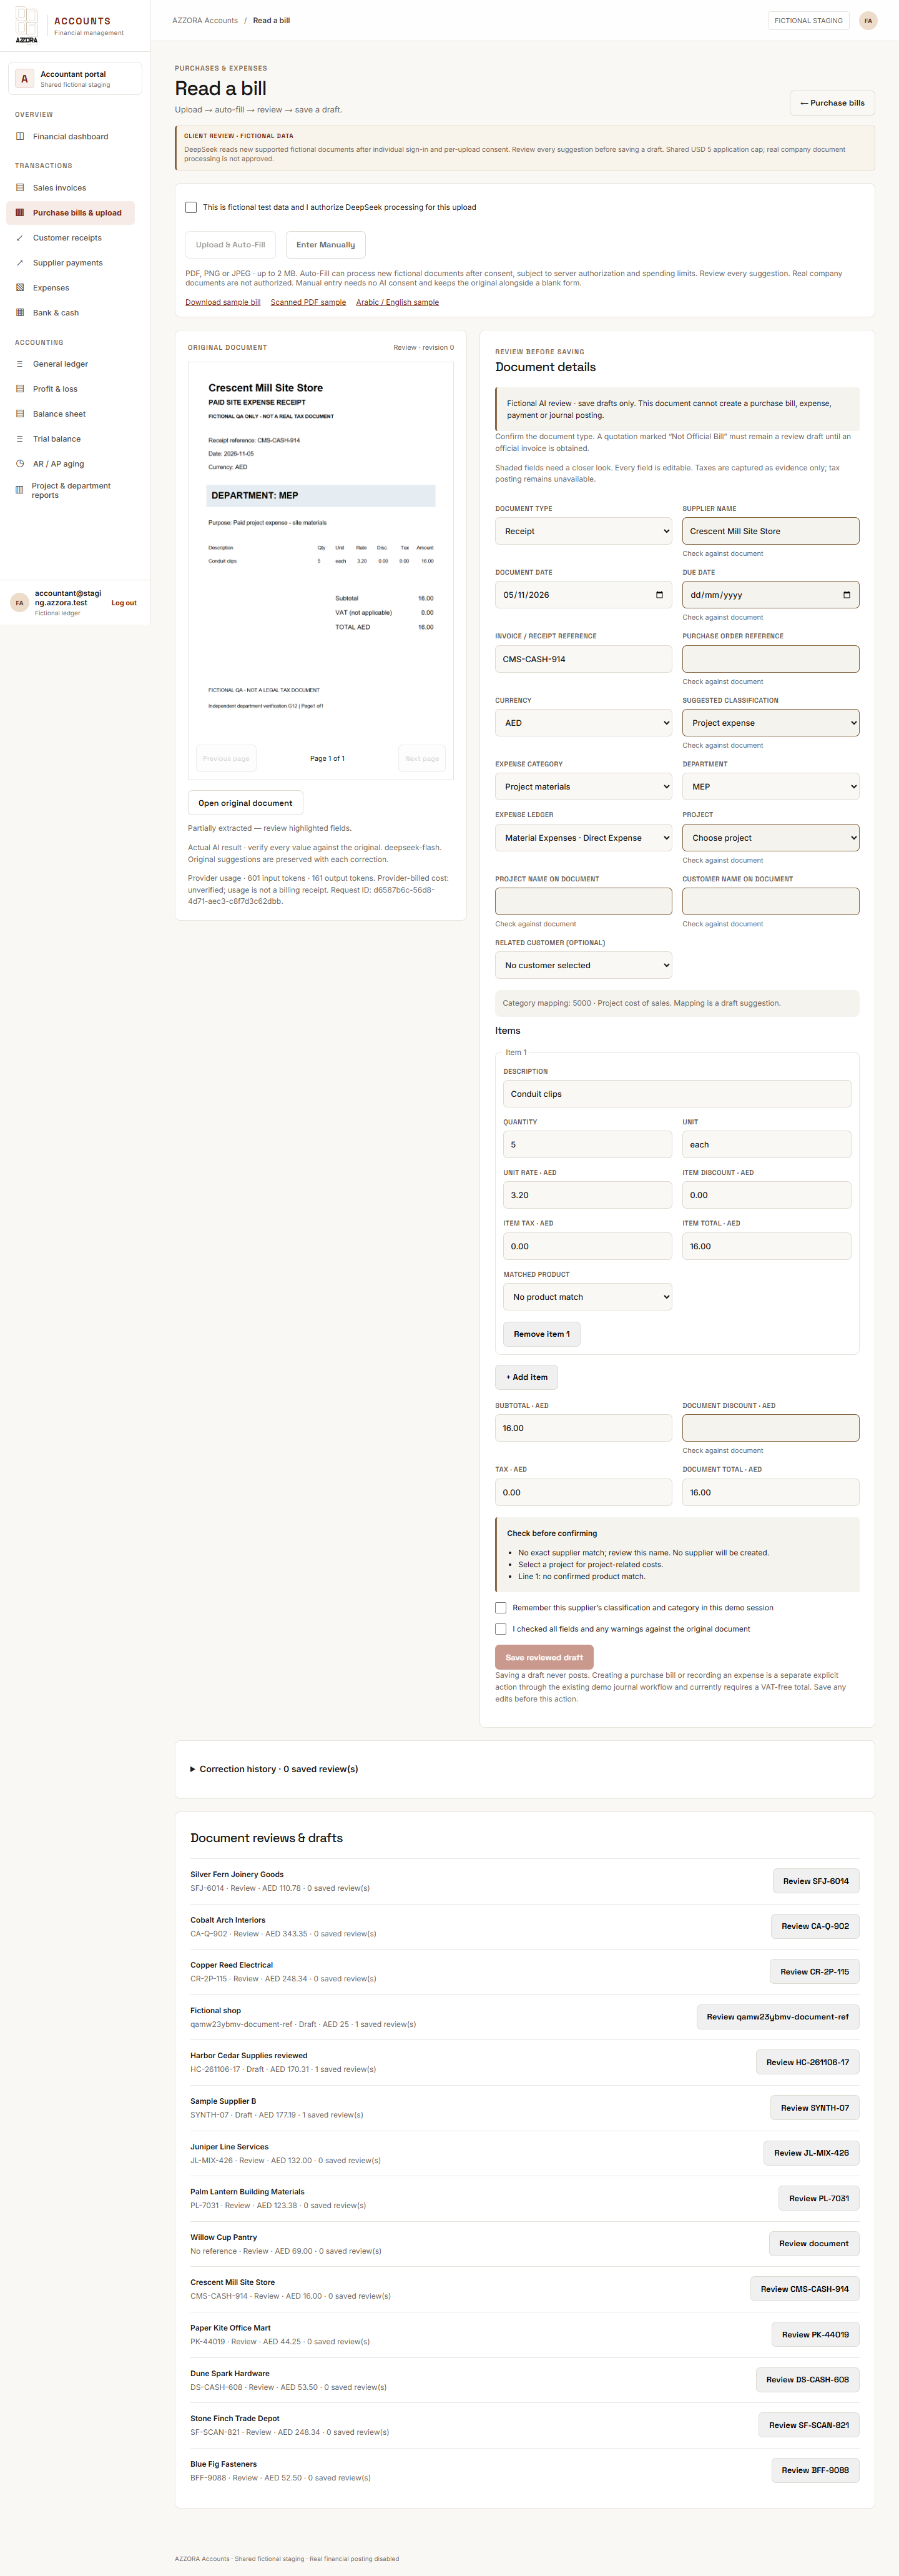 AZZORA
ACCOUNTS
Financial management
A
Accountant portal
Shared fictional staging
OVERVIEW
Financial dashboard
TRANSACTIONS
Sales invoices
Purchase bills & upload
Customer receipts
Supplier payments
Expenses
Bank & cash
ACCOUNTING
General ledger
Profit & loss
Balance sheet
Trial balance
AR / AP aging
Project & department
reports
FA
accountant@stagi
ng.azzora.test
Fictional ledger
Log out
AZZORA Accounts / Read a bill
FICTIONAL STAGING
FA
PURCHASES & EXPENSES
Read a bill
Upload → auto-fill → review → save a draft.
← Purchase bills
CLIENT REVIEW · FICTIONAL DATA
DeepSeek reads new supported fictional documents after individual sign-in and per-upload consent. Review every suggestion before saving a draft. Shared USD 5 application cap; real company document
processing is not approved.
This is fictional test data and I authorize DeepSeek processing for this upload
Upload & Auto-Fill
Enter Manually
PDF, PNG or JPEG · up to 2 MB. Auto-Fill can process new fictional documents after consent, subject to server authorization and spending limits. Review every suggestion. Real company
documents are not authorized. Manual entry needs no AI consent and keeps the original alongside a blank form.
Download sample bill
Scanned PDF sample
Arabic / English sample
ORIGINAL DOCUMENT
Review · revision 0
Crescent Mill Site Store
PAID SITE EXPENSE RECEIPT
FICTIONAL QA ONLY - NOT A REAL TAX DOCUMENT
Receipt reference: CMS-CASH-914
Date: 2026-11-05
Currency: AED
DEPARTMENT: MEP
Purpose: Paid project expense - site materials
Description Qty Unit Rate Disc. Tax Amount
Conduit clips 5 each 3.20 0.00 0.00 16.00
Subtotal 16.00
VAT (not applicable) 0.00
TOTAL AED 16.00
FICTIONAL QA - NOT A LEGAL TAX DOCUMENT
Independent department verification G12 | Page1 of1
Previous page
Page 1 of 1
Next page
Open original document
Partially extracted — review highlighted fields.
Actual AI result · verify every value against the original. deepseek-flash.
Original suggestions are preserved with each correction.
Provider usage · 601 input tokens · 161 output tokens. Provider-billed cost:
unverified; usage is not a billing receipt. Request ID: d6587b6c-56d8-
4d71-aec3-c8f7d3c62dbb.
REVIEW BEFORE SAVING
Document details
Fictional AI review · save drafts only. This document cannot create a purchase bill, expense,
payment or journal posting.
Confirm the document type. A quotation marked “Not Official Bill” must remain a review draft until an
official invoice is obtained.
Shaded fields need a closer look. Every field is editable. Taxes are captured as evidence only; tax
posting remains unavailable.
DOCUMENT TYPE
Receipt
SUPPLIER NAME
Crescent Mill Site Store
Check against document
DOCUMENT DATE
05/11/2026
DUE DATE
dd/mm/yyyy
Check against document
INVOICE / RECEIPT REFERENCE
CMS-CASH-914
PURCHASE ORDER REFERENCE
Check against document
CURRENCY
AED
SUGGESTED CLASSIFICATION
Project expense
Check against document
EXPENSE CATEGORY
Project materials
DEPARTMENT
MEP
EXPENSE LEDGER
Material Expenses · Direct Expense
PROJECT
Choose project
Check against document
PROJECT NAME ON DOCUMENT
Check against document
CUSTOMER NAME ON DOCUMENT
Check against document
RELATED CUSTOMER (OPTIONAL)
No customer selected
Category mapping: 5000 · Project cost of sales. Mapping is a draft suggestion.
Items
Item 1
DESCRIPTION
Conduit clips
QUANTITY
5
UNIT
each
UNIT RATE · AED
3.20
ITEM DISCOUNT · AED
0.00
ITEM TAX · AED
0.00
ITEM TOTAL · AED
16.00
MATCHED PRODUCT
No product match
Remove item 1
+ Add item
SUBTOTAL · AED
16.00
DOCUMENT DISCOUNT · AED
Check against document
TAX · AED
0.00
DOCUMENT TOTAL · AED
16.00
Check before confirming
• No exact supplier match; review this name. No supplier will be created.
• Select a project for project-related costs.
• Line 1: no confirmed product match.
Remember this supplier’s classification and category in this demo session
I checked all fields and any warnings against the original document
Save reviewed draft
Saving a draft never posts. Creating a purchase bill or recording an expense is a separate explicit
action through the existing demo journal workflow and currently requires a VAT-free total. Save any
edits before this action.
Correction history · 0 saved review(s)
Document reviews & drafts
Silver Fern Joinery Goods
SFJ-6014 · Review · AED 110.78 · 0 saved review(s)
Review SFJ-6014
Cobalt Arch Interiors
CA-Q-902 · Review · AED 343.35 · 0 saved review(s)
Review CA-Q-902
Copper Reed Electrical
CR-2P-115 · Review · AED 248.34 · 0 saved review(s)
Review CR-2P-115
Fictional shop
qamw23ybmv-document-ref · Draft · AED 25 · 1 saved review(s)
Review qamw23ybmv-document-ref
Harbor Cedar Supplies reviewed
HC-261106-17 · Draft · AED 170.31 · 1 saved review(s)
Review HC-261106-17
Sample Supplier B
SYNTH-07 · Draft · AED 177.19 · 1 saved review(s)
Review SYNTH-07
Juniper Line Services
JL-MIX-426 · Review · AED 132.00 · 0 saved review(s)
Review JL-MIX-426
Palm Lantern Building Materials
PL-7031 · Review · AED 123.38 · 0 saved review(s)
Review PL-7031
Willow Cup Pantry
No reference · Review · AED 69.00 · 0 saved review(s)
Review document
Crescent Mill Site Store
CMS-CASH-914 · Review · AED 16.00 · 0 saved review(s)
Review CMS-CASH-914
Paper Kite Office Mart
PK-44019 · Review · AED 44.25 · 0 saved review(s)
Review PK-44019
Dune Spark Hardware
DS-CASH-608 · Review · AED 53.50 · 0 saved review(s)
Review DS-CASH-608
Stone Finch Trade Depot
SF-SCAN-821 · Review · AED 248.34 · 0 saved review(s)
Review SF-SCAN-821
Blue Fig Fasteners
BFF-9088 · Review · AED 52.50 · 0 saved review(s)
Review BFF-9088
AZZORA Accounts · Shared fictional staging · Real financial posting disabled